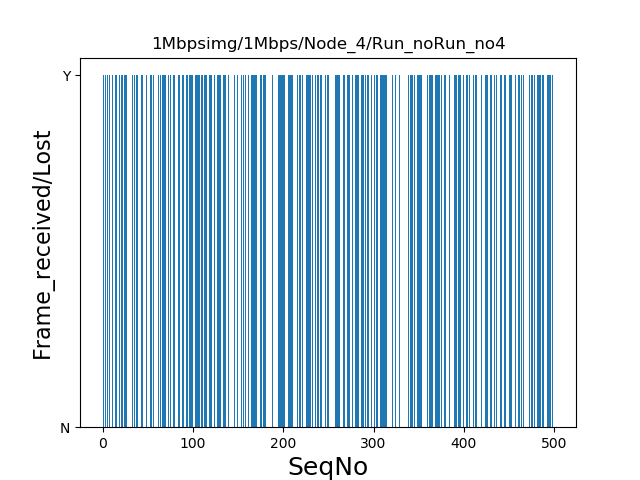 1Mbpsimg/1Mbps/Node_4/Run_noRun_no4
Y
N
Frame_received/Lost
0 100 200 300 400 500
SeqNo